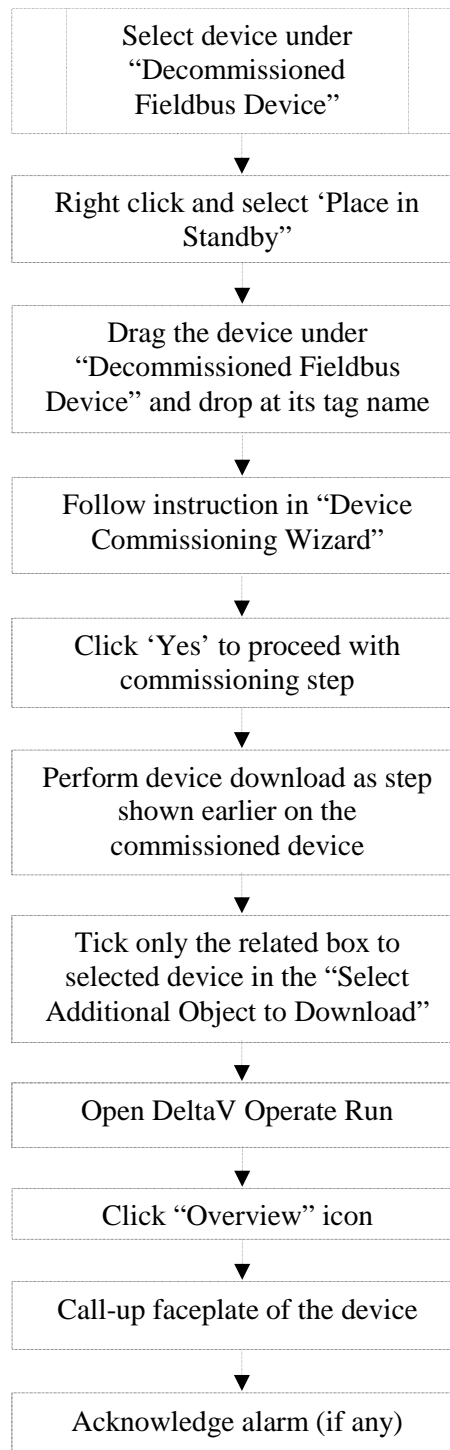 Select device under
“Decommissioned
Fieldbus Device”
Right click and select ‘Place in
Standby”
Drag the device under
“Decommissioned Fieldbus
Device” and drop at its tag name
Follow instruction in “Device
Commissioning Wizard”
Click ‘Yes’ to proceed with
commissioning step
Perform device download as step
shown earlier on the
commissioned device
Tick only the related box to
selected device in the “Select
Additional Object to Download”
Open DeltaV Operate Run
Click “Overview” icon
Call-up faceplate of the device
Acknowledge alarm (if any)